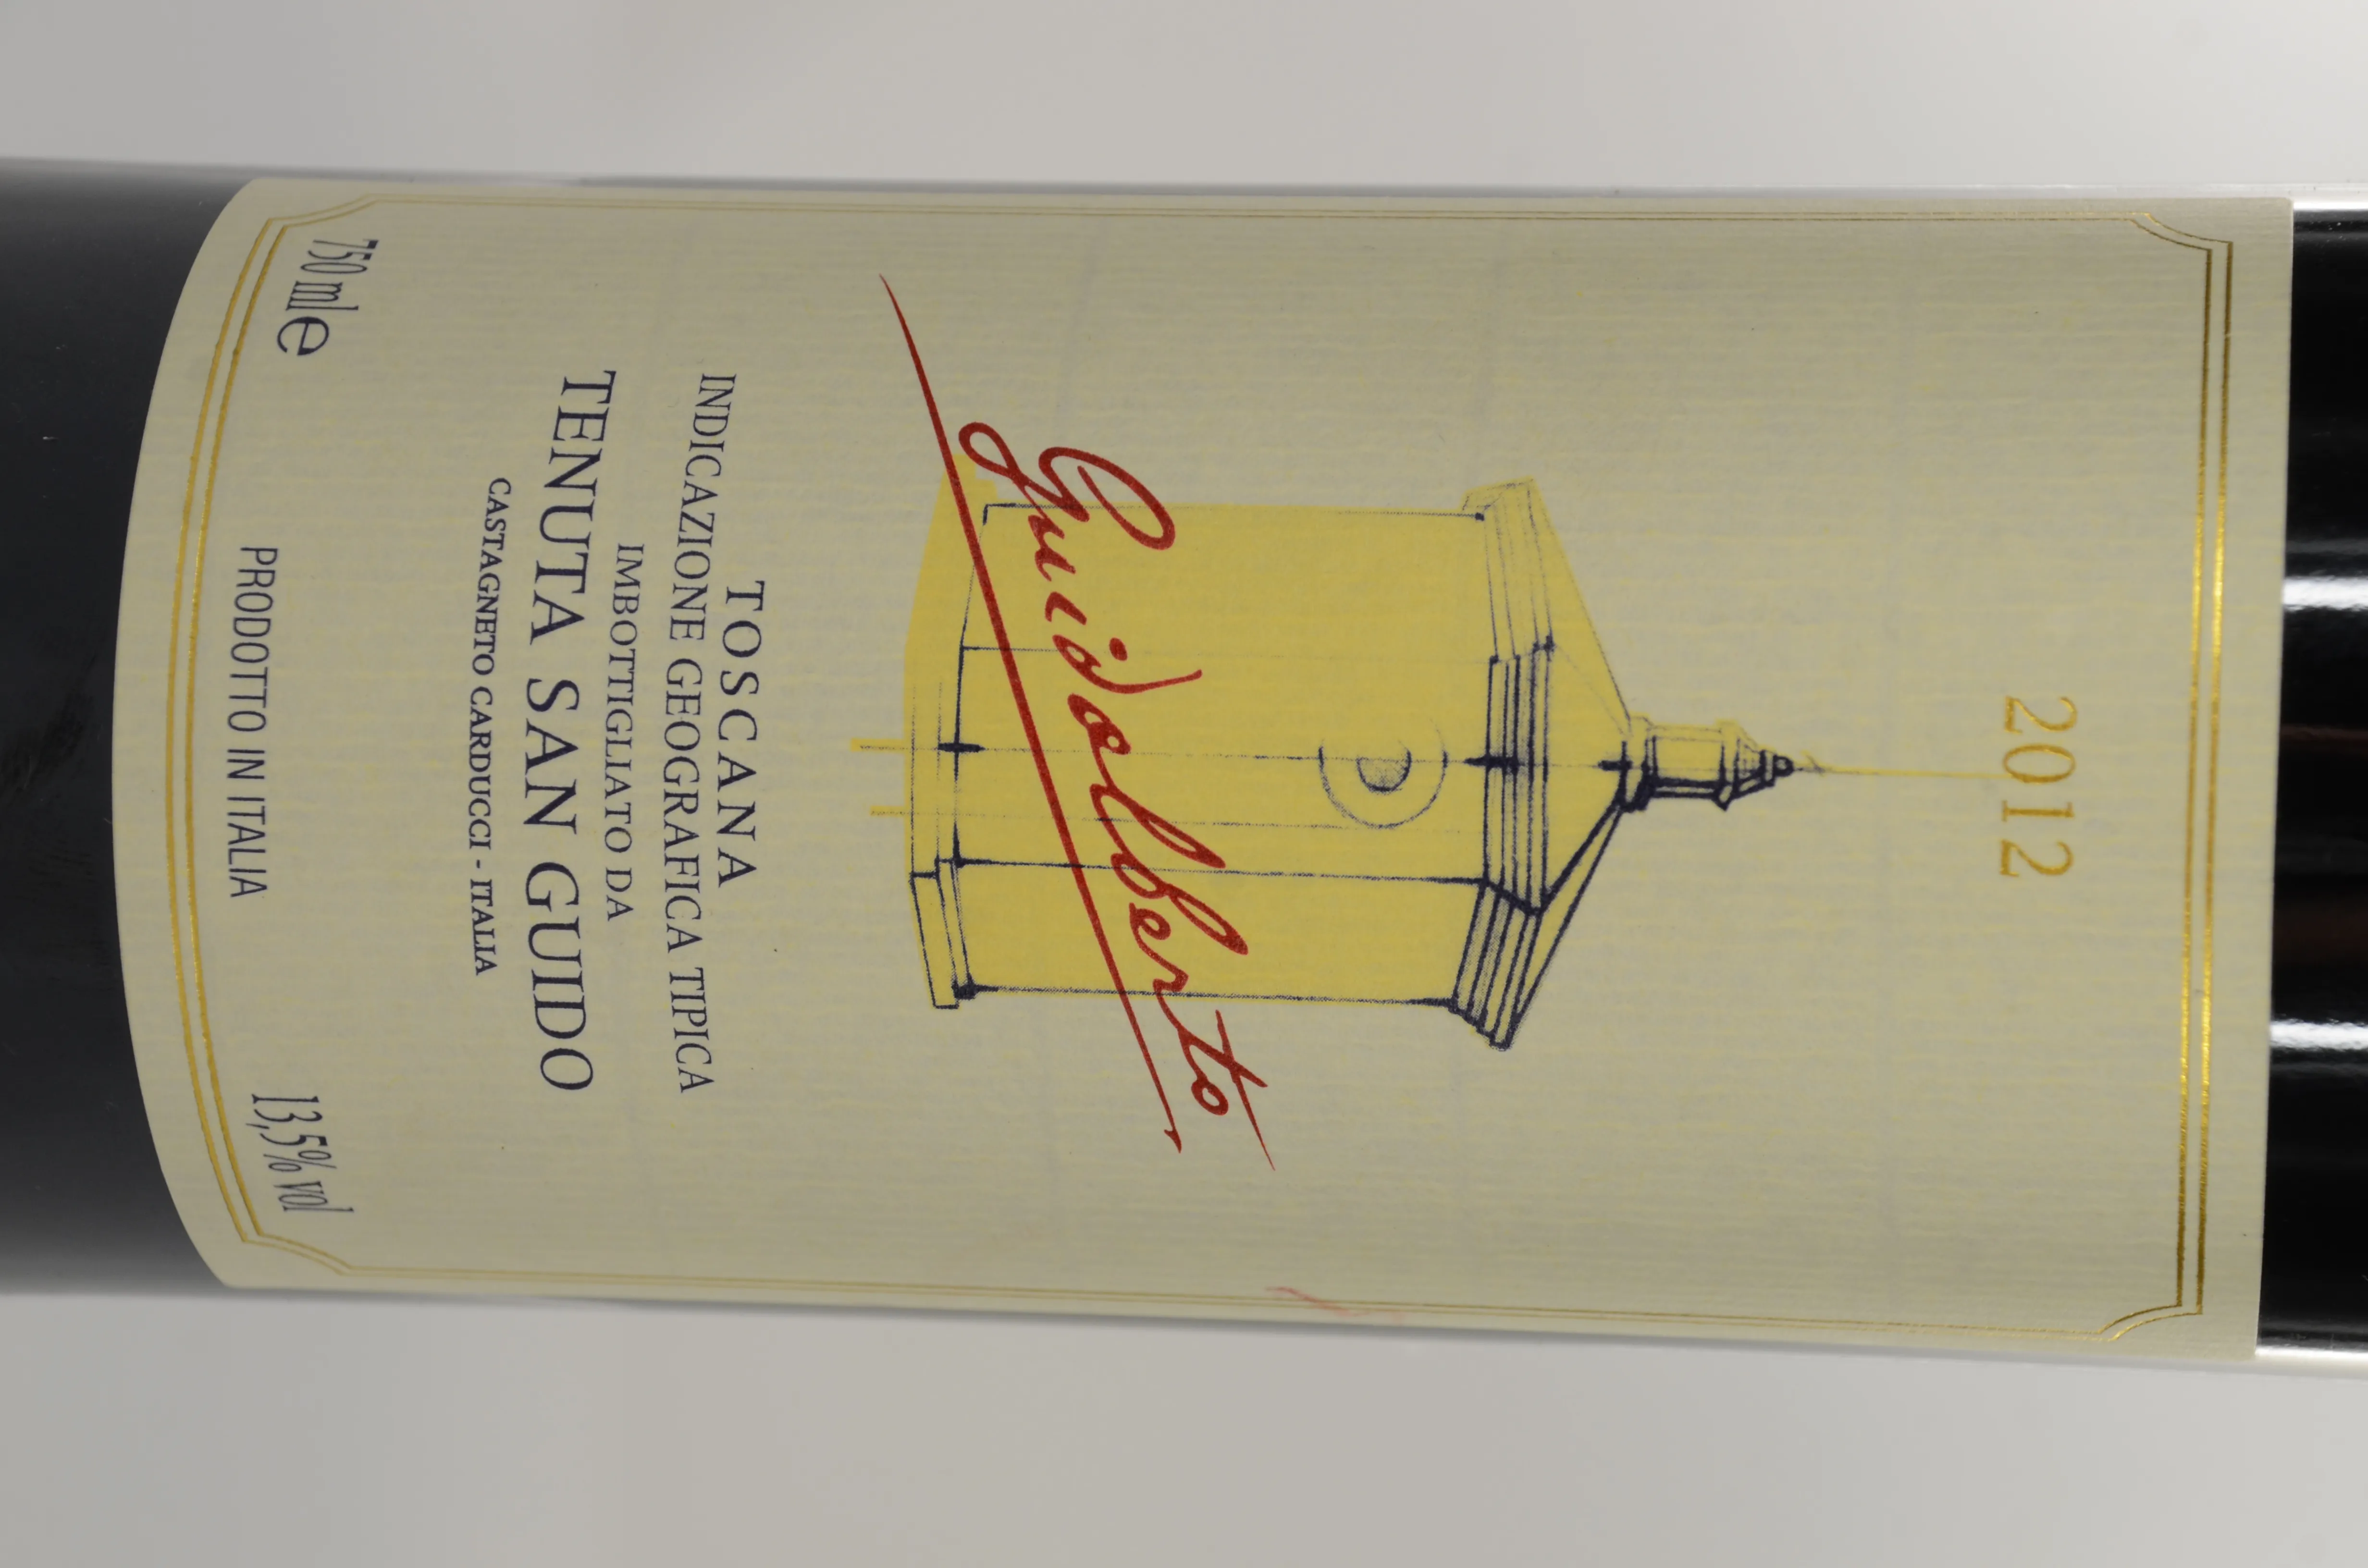 2012
Guidalberto
TOSCANA
INDICAZIONE GEOGRAFICA TIPICA
IMBOTTIGLIATO DA
TENUTA SAN GUIDO
CASTAGNETO CARDUCCI - ITALIA
750 ml e
PRODOTTO IN ITALIA
13,5% vol